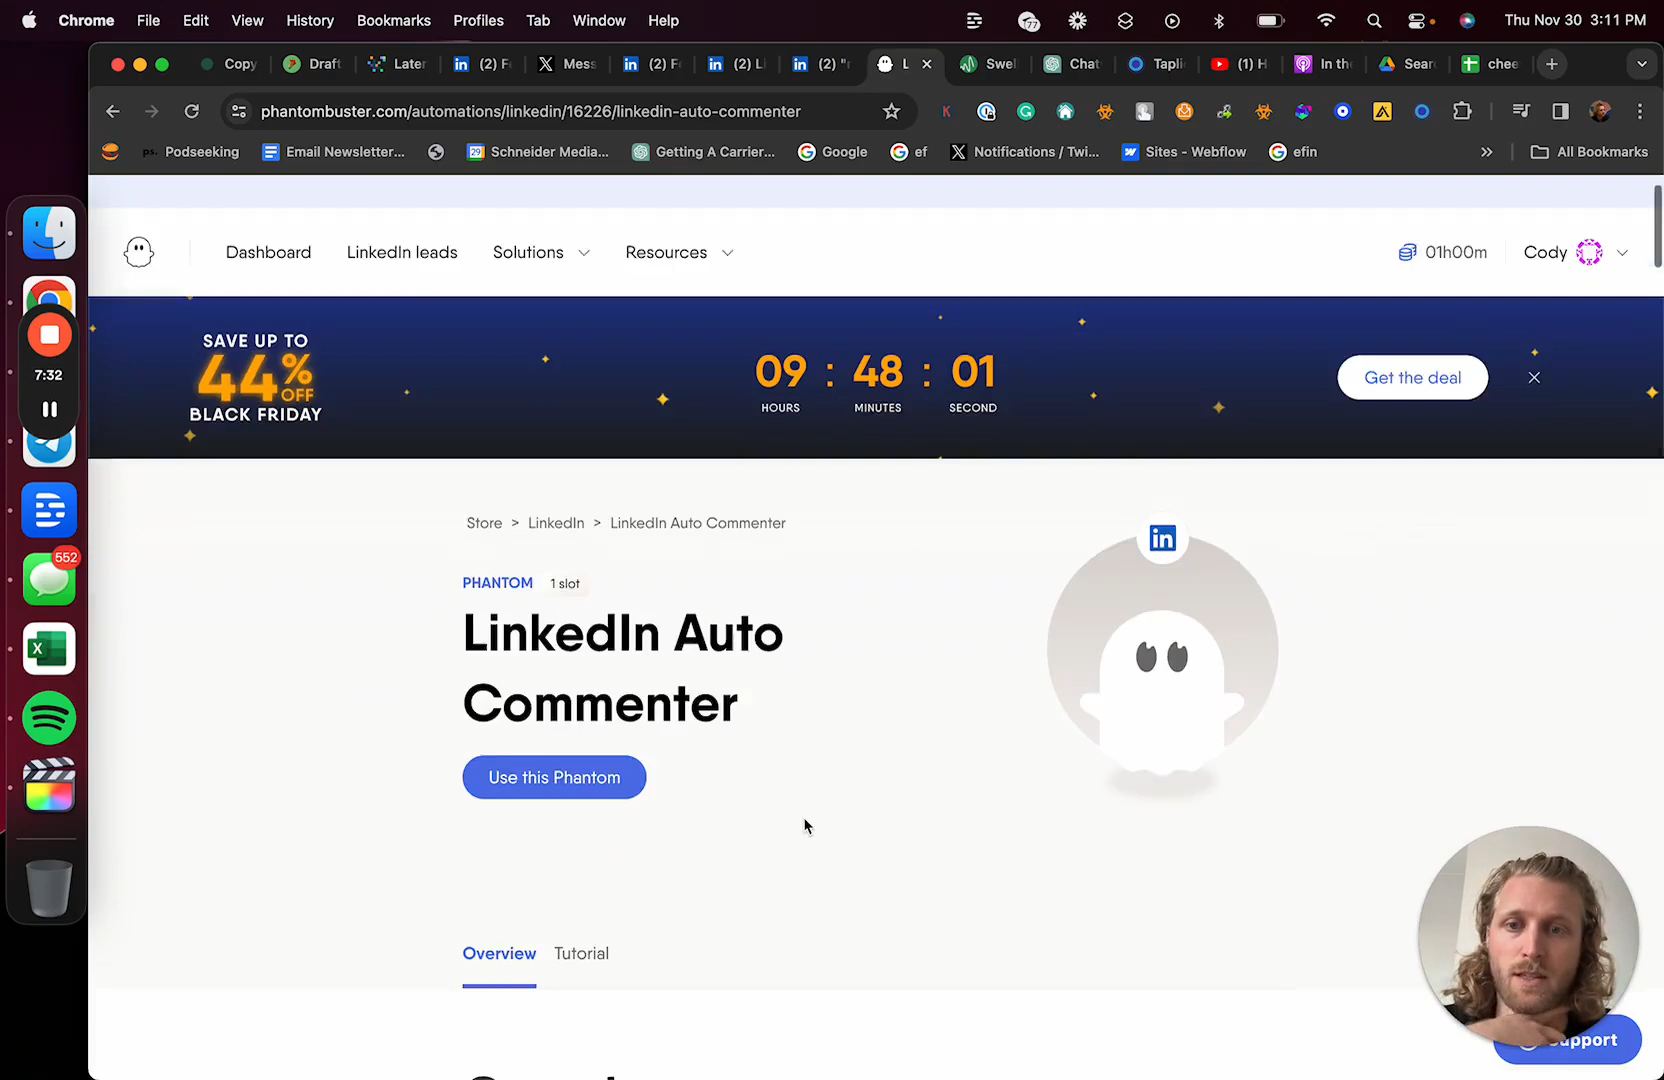 Chrome File Edit View History Bookmarks Profiles Tab Window Help
77
Thu Nov 30 3:11 PM
Copy
Draft
Later
(2) F
Mess
(2) F
(2) Li
(2) "
L
Swel
Chat
Tapli
(1) H
In the
Sear
chee
phantombuster.com/automations/linkedin/16226/linkedin-auto-commenter
Podseeking
Email Newsletter...
Schneider Media...
Getting A Carrier...
Google
ef
Notifications / Twi...
Sites - Webflow
efin
All Bookmarks
Dashboard
LinkedIn leads
Solutions
Resources
01h00m
Cody
SAVE UP TO
44% OFF
BLACK FRIDAY
09 : 48 : 01
HOURS MINUTES SECOND
Get the deal
7:32
552
Store > LinkedIn > LinkedIn Auto Commenter
PHANTOM 1 slot
LinkedIn Auto
Commenter
Use this Phantom
in
Overview Tutorial
Support